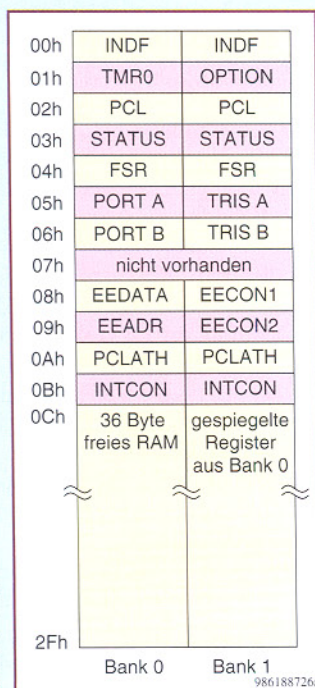 00h INDF INDF
01h TMR0 OPTION
02h PCL PCL
03h STATUS STATUS
04h FSR FSR
05h PORT A TRIS A
06h PORT B TRIS B
07h nicht vorhanden
08h EEDATA EECON1
09h EEADR EECON2
0Ah PCLATH PCLATH
0Bh INTCON INTCON
0Ch 36 Byte gespiegelte
freies RAM Register
aus Bank 0
2Fh
Bank 0 Bank 1